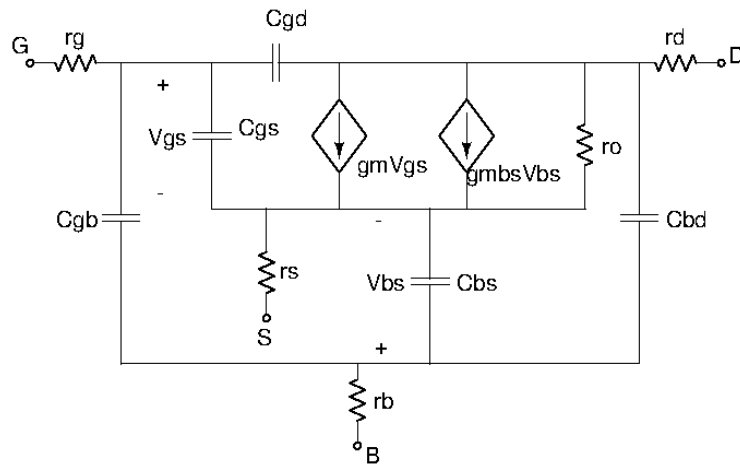 Cgd
G
rg
rd
D
+
Vgs
Cgs
gmVgs
gmbsVbs
ro
-
Cgb
-
Cbd
rs
Vbs
Cbs
S
+
rb
B